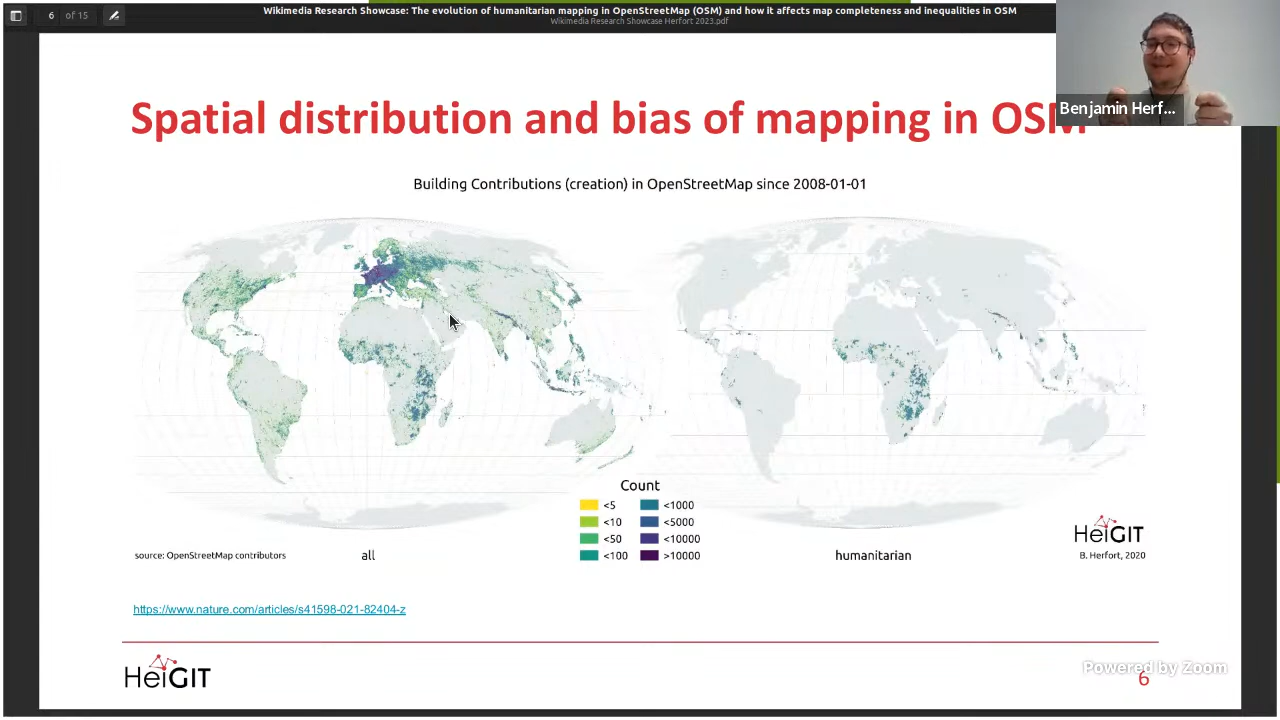 6 of 15
Wikimedia Research Showcase: The evolution of humanitarian mapping in OpenStreetMap (OSM) and how it affects map completeness and inequalities in OSM
Wikimedia Research Showcase Herfort 2023.pdf
Benjamin Herf...
Spatial distribution and bias of mapping in OSM
Building Contributions (creation) in OpenStreetMap since 2008-01-01
Count
<5 <1000
<10 <5000
<50 <10000
<100 >10000
source: OpenStreetMap contributors
all
humanitarian
HeiGIT
B. Herfort, 2020
https://www.nature.com/articles/s41598-021-82404-z
HeiGIT
Powered by Zoom
6